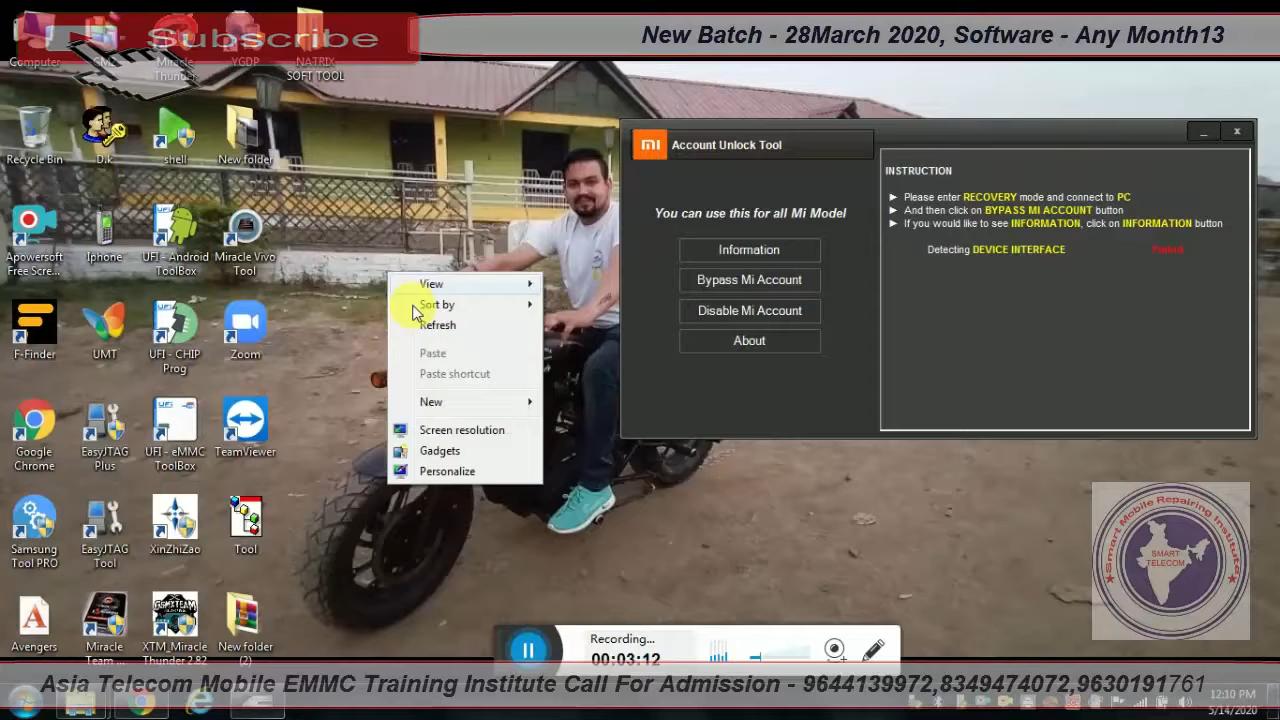 Subscribe
New Batch - 28March 2020, Software - Any Month13
Computer
Miracle Thunder
YGDP
NATRIX SOFT TOOL
Recycle Bin
D.k
shell
New folder
Apowersoft Free Scree...
Iphone
UFI - Android ToolBox
Miracle Vivo Tool
F-Finder
UMT
UFI - CHIP Prog
Zoom
Google Chrome
EasyJTAG Plus
UFI - eMMC ToolBox
TeamViewer
Samsung Tool PRO
EasyJTAG Tool
XinZhiZao
Tool
Avengers
Miracle Team ...
XTM_Miracle Thunder 2.82
New folder (2)
View
Sort by
Refresh
Paste
Paste shortcut
New
Screen resolution
Gadgets
Personalize
mi Account Unlock Tool
You can use this for all Mi Model
Information
Bypass Mi Account
Disable Mi Account
About
INSTRUCTION
► Please enter RECOVERY mode and connect to PC
► And then click on BYPASS MI ACCOUNT button
► If you would like to see INFORMATION, click on INFORMATION button
Detecting DEVICE INTERFACE
Smart Mobile Repairing Institute
SMART
TELECOM
Recording...
00:03:12
Asia Telecom Mobile EMMC Training Institute Call For Admission - 9644139972,8349474072,9630191761
12:10 PM
5/14/2020